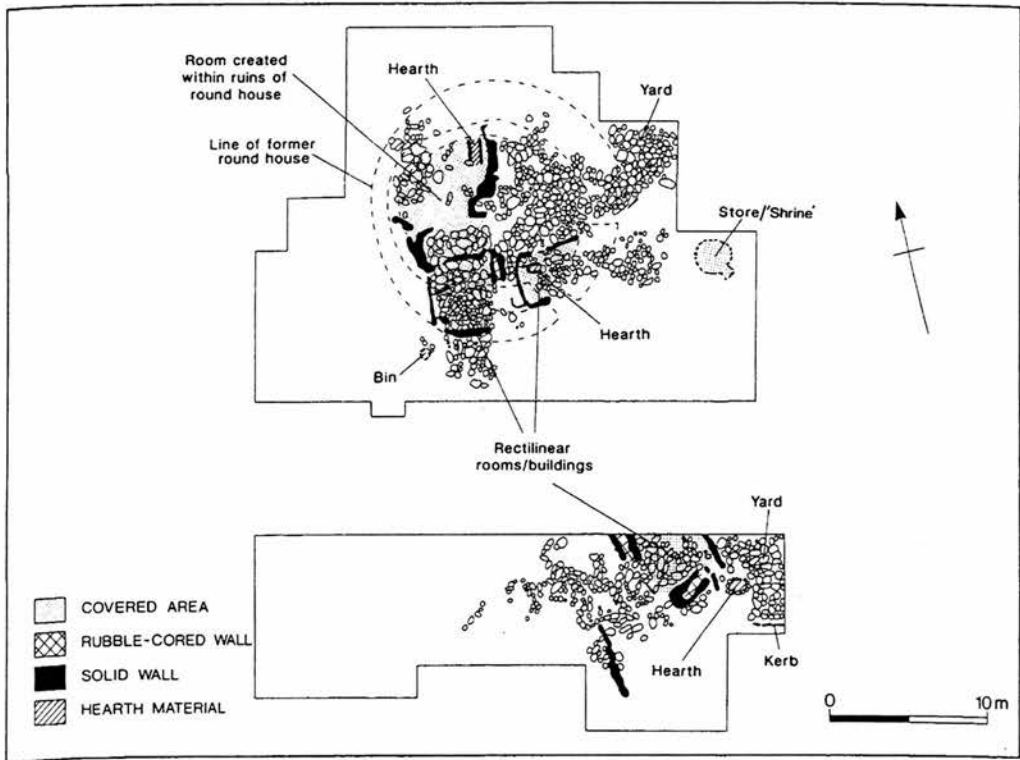 Room created
within ruins of
round house
Hearth
Yard
Line of former
round house
Store/'Shrine'
Hearth
Bin
Rectilinear
rooms/buildings
Yard
Hearth
Kerb
COVERED AREA
RUBBLE-CORED WALL
SOLID WALL
HEARTH MATERIAL
0 10 m